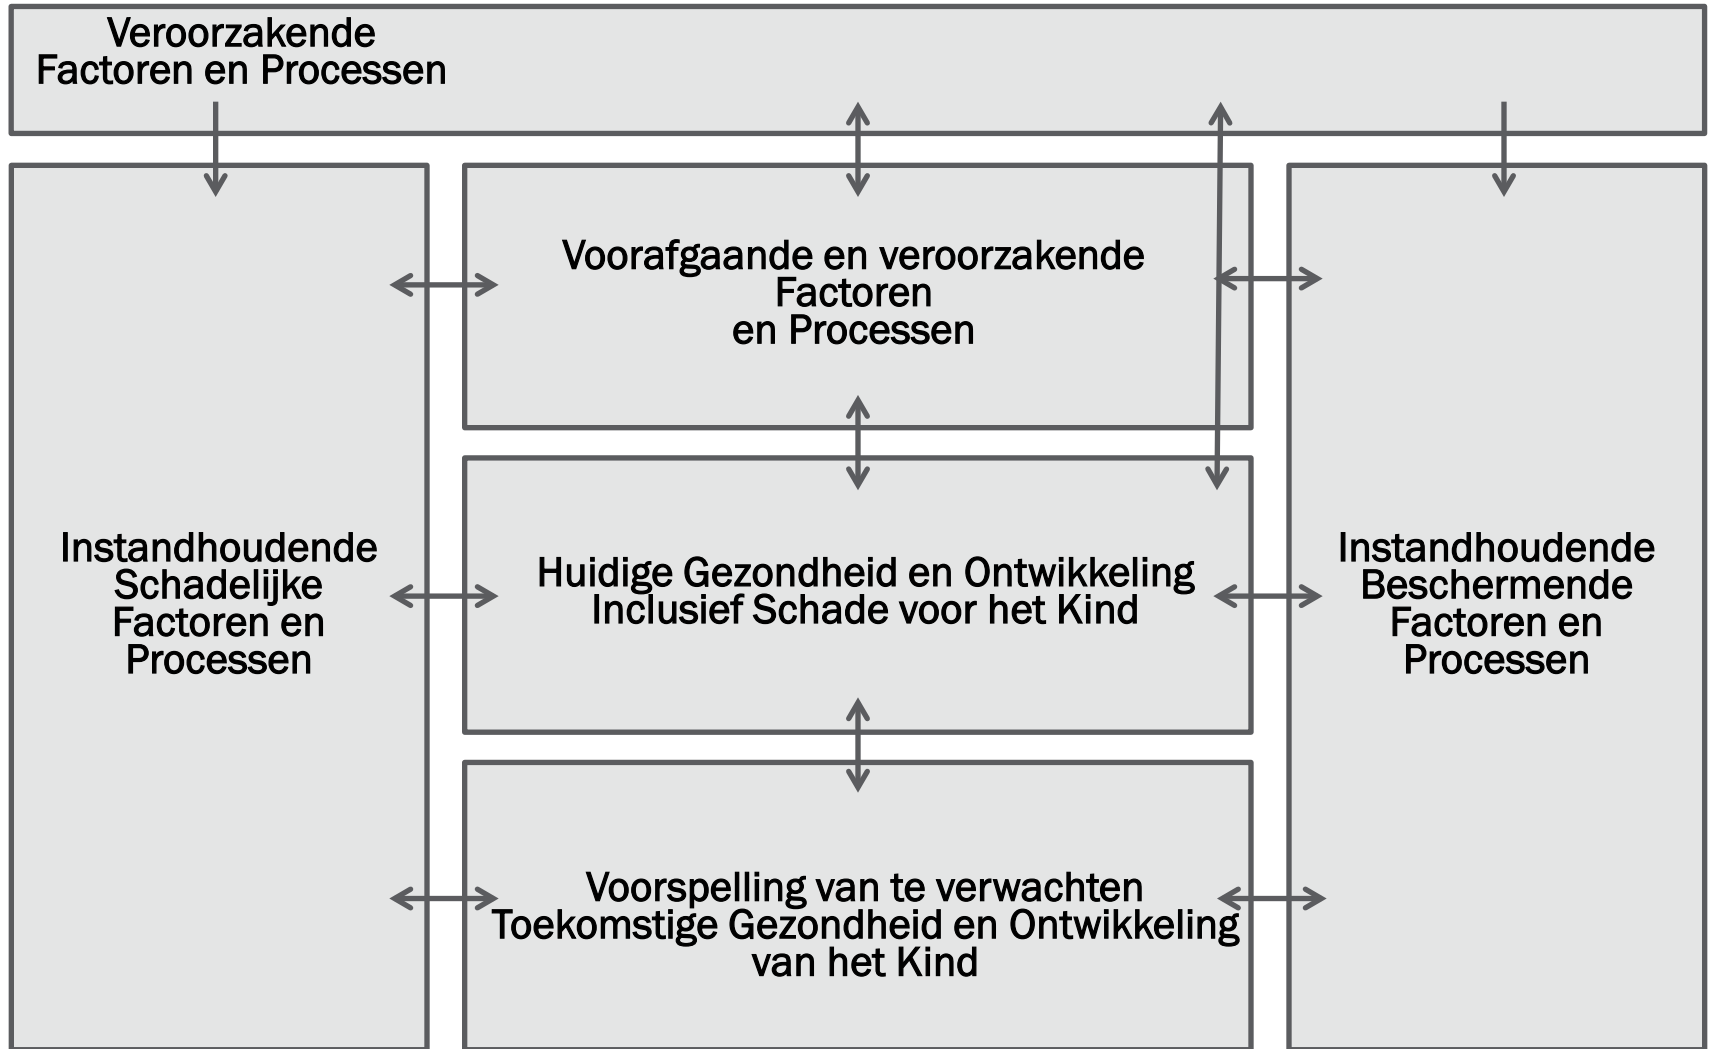 Veroorzakende
Factoren en Processen
Voorafgaande en veroorzakende
Factoren
en Processen
Instandhoudende
Schadelijke
Factoren en
Processen
Huidige Gezondheid en Ontwikkeling
Inclusief Schade voor het Kind
Instandhoudende
Beschermende
Factoren en
Processen
Voorspelling van te verwachten
Toekomstige Gezondheid en Ontwikkeling
van het Kind